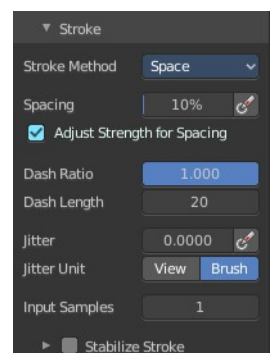 Stroke
Stroke Method Space
Spacing 10%
Adjust Strength for Spacing
Dash Ratio 1.000
Dash Length 20
Jitter 0.0000
Jitter Unit View Brush
Input Samples 1
Stabilize Stroke